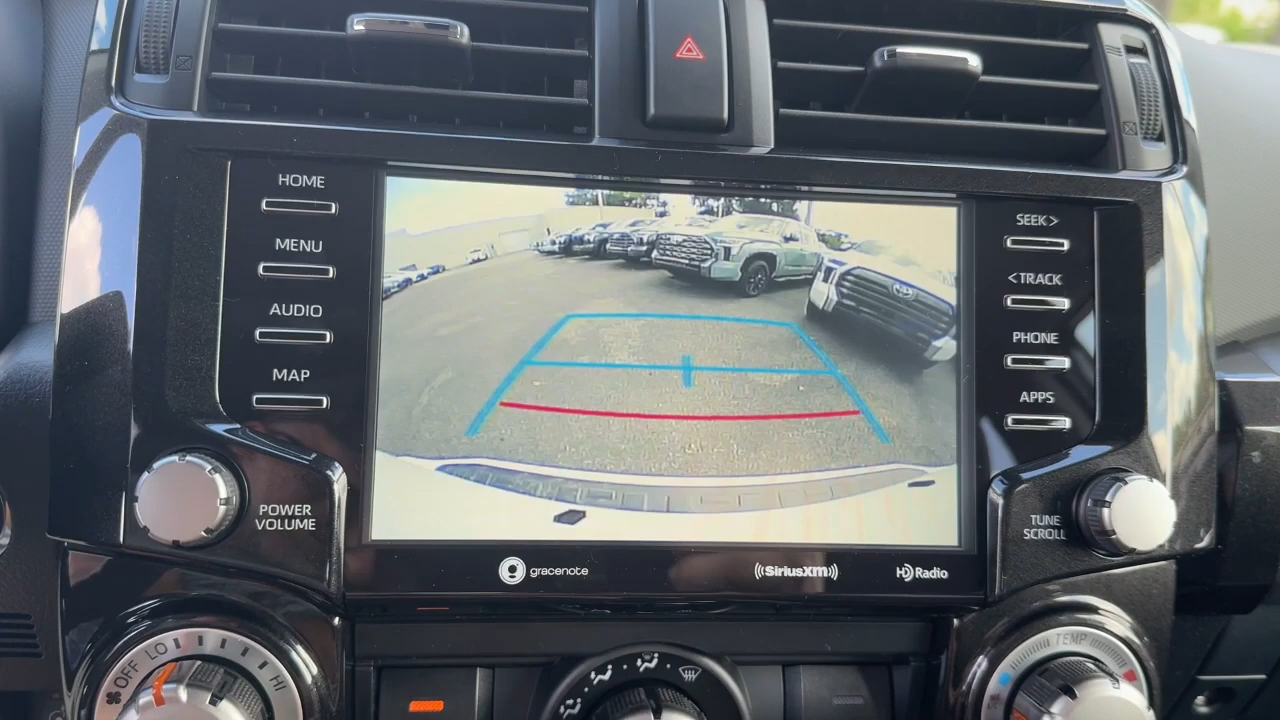 HOME
MENU
AUDIO
MAP
POWER
VOLUME
SEEK>
<TRACK
PHONE
APPS
TUNE
SCROLL
gracenote
((SiriusXM))
HD Radio
OFF LO HI
TEMP